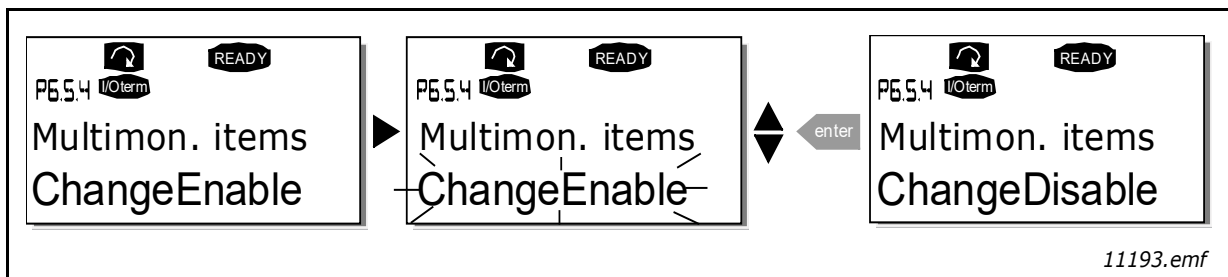 READY
P6.5.4 I/Oterm
Multimon. items
ChangeEnable
READY
P6.5.4 I/Oterm
Multimon. items
ChangeEnable
enter
READY
P6.5.4 I/Oterm
Multimon. items
ChangeDisable
11193.emf